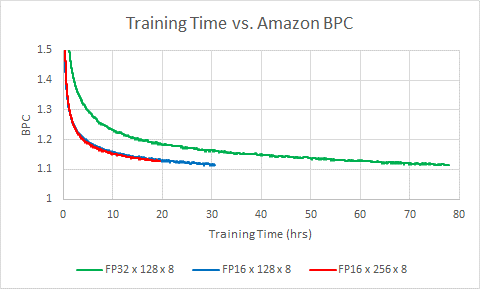 Training Time vs. Amazon BPC
1.5
1.4
1.3
1.2
1.1
1
BPC
0 10 20 30 40 50 60 70 80
Training Time (hrs)
FP32 x 128 x 8 FP16 x 128 x 8 FP16 x 256 x 8